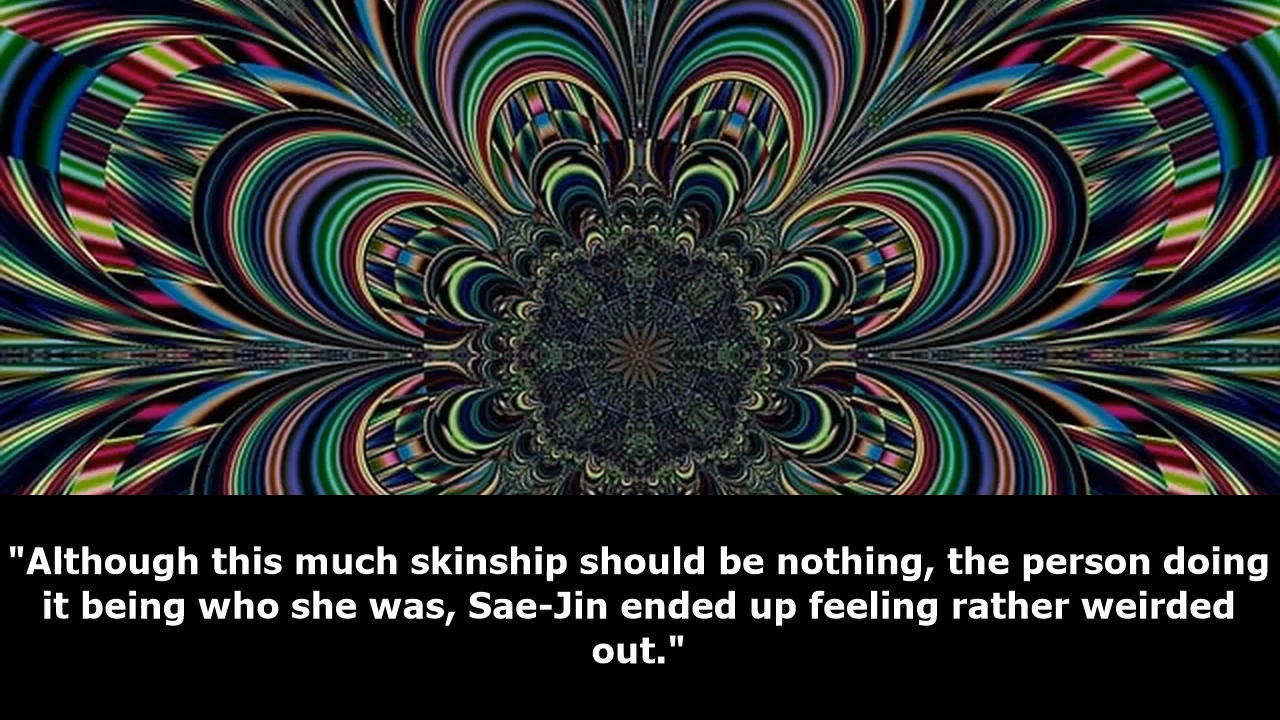 "Although this much skinship should be nothing, the person doing
it being who she was, Sae-Jin ended up feeling rather weirded
out."